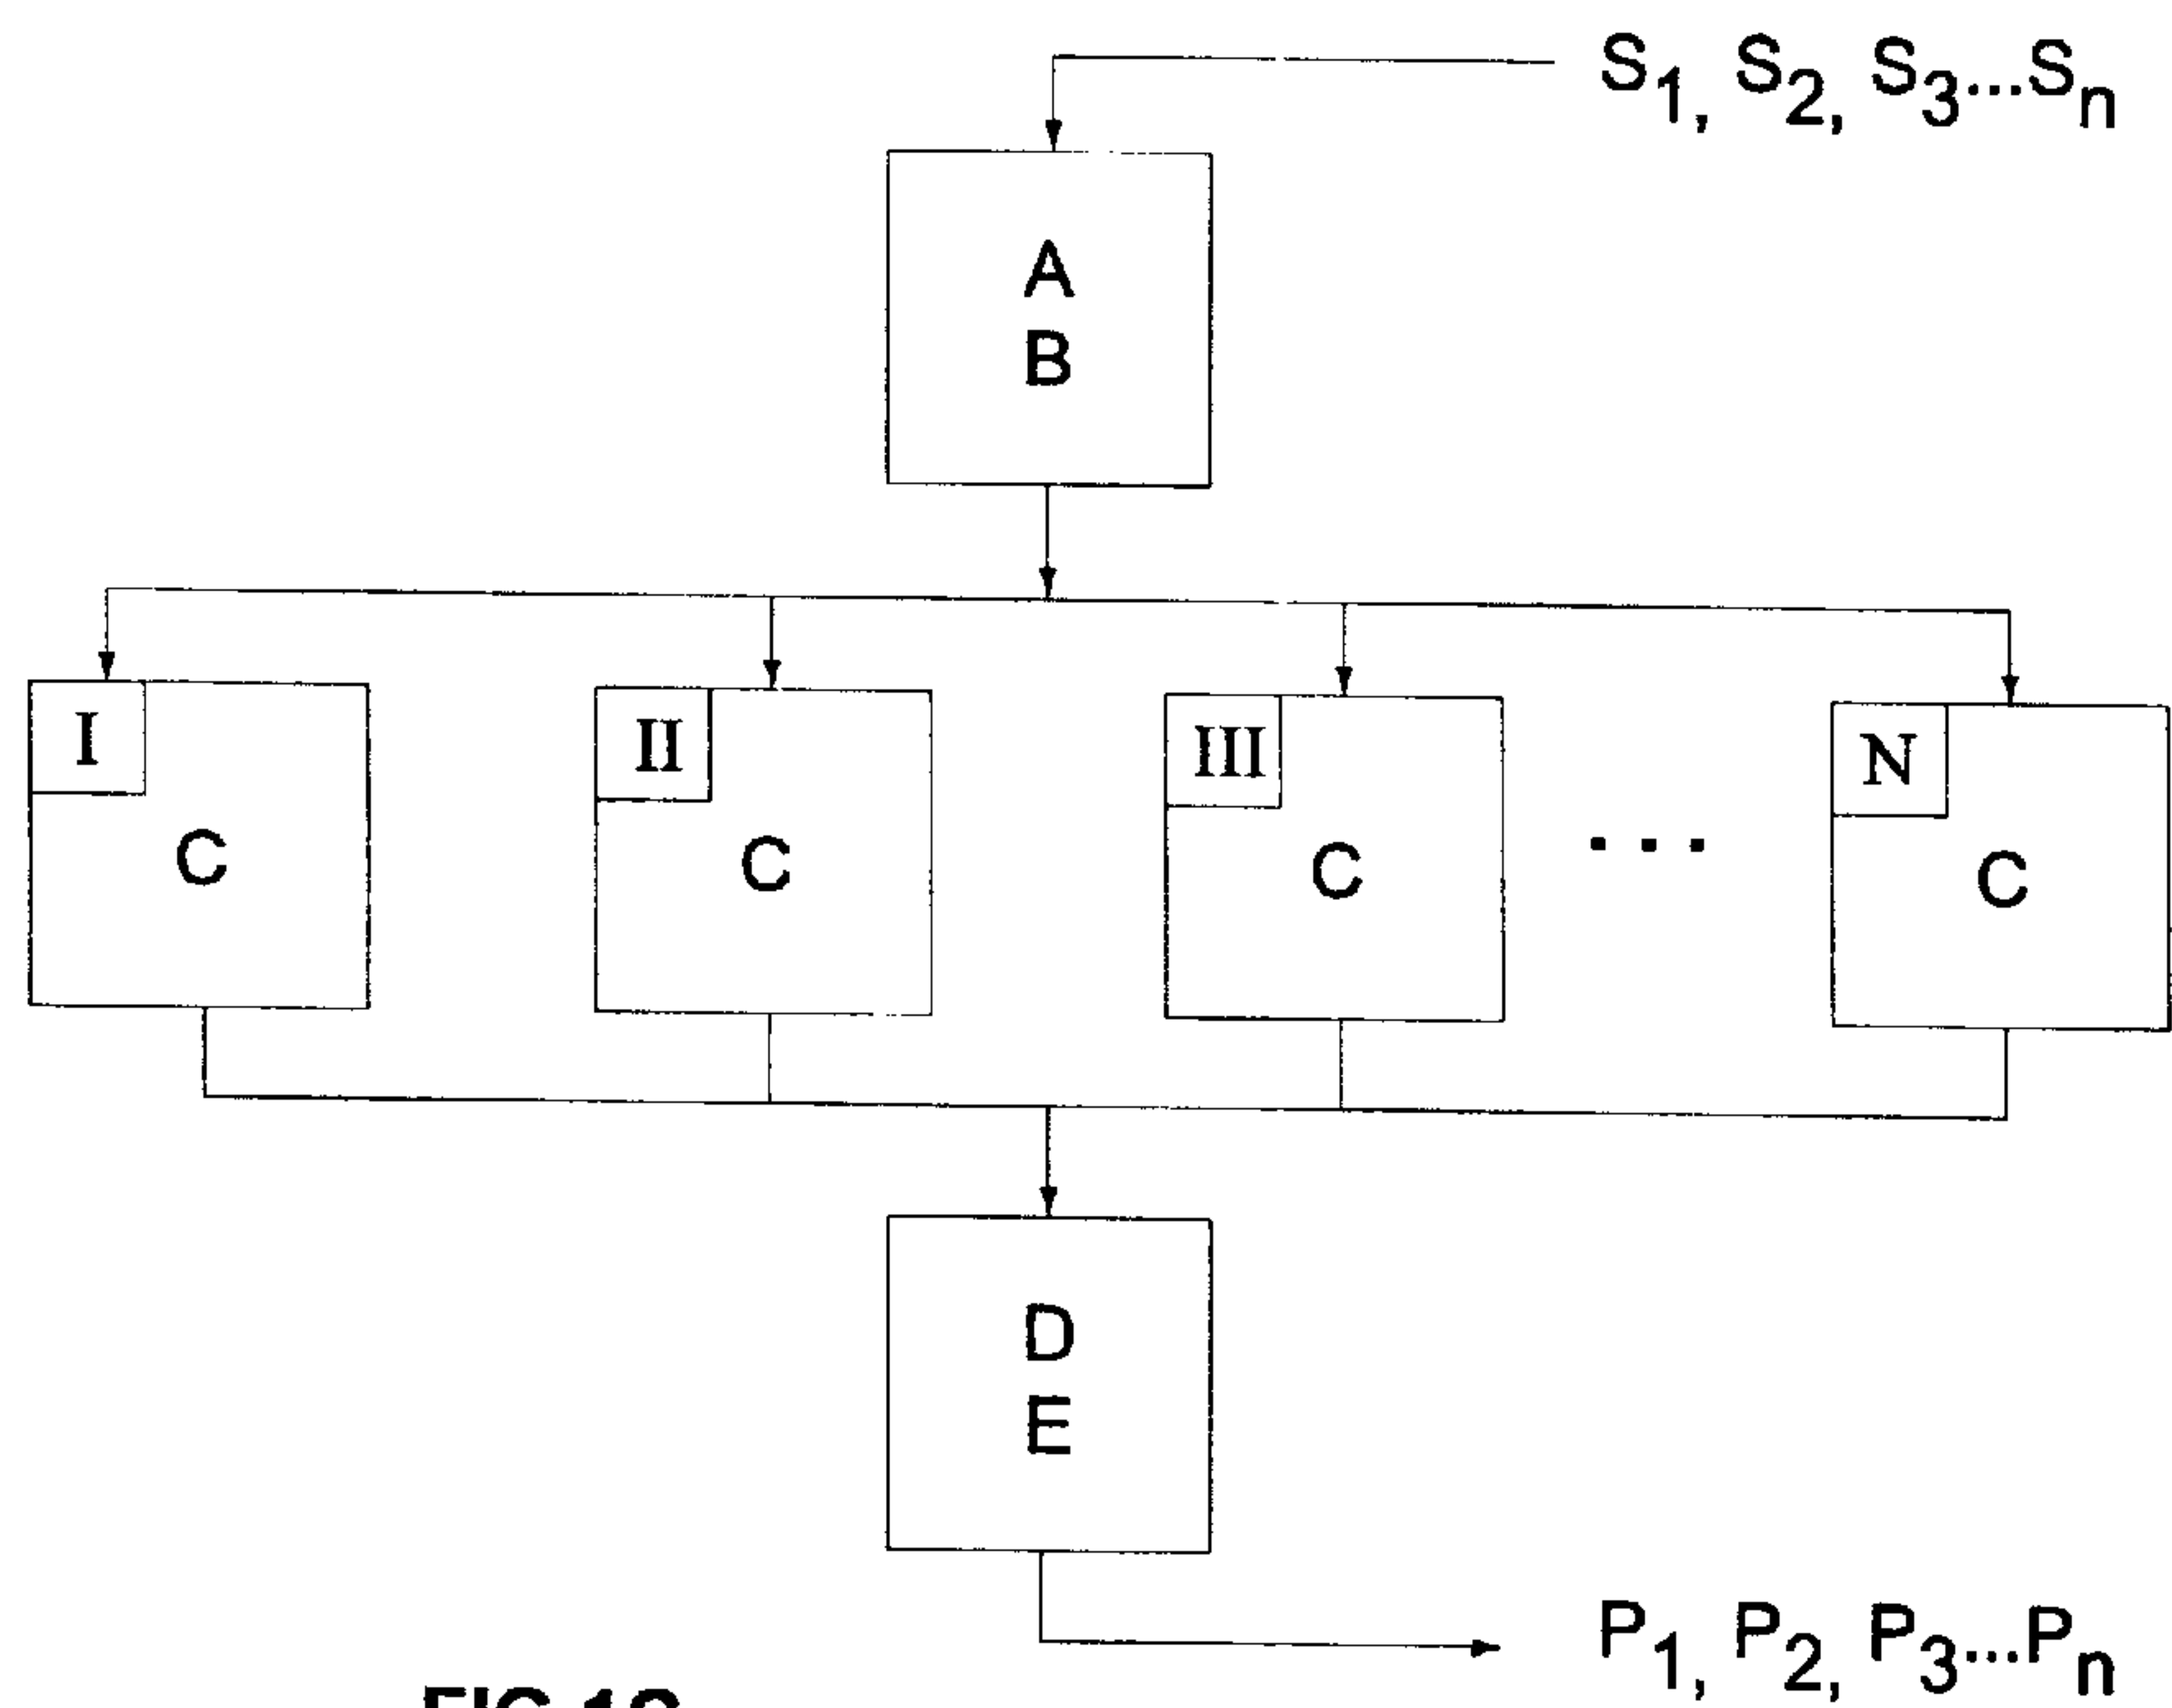 S1, S2, S3...Sn
A
B
I
II
III
N
C
C
C
...
C
D
E
P1, P2, P3...Pn